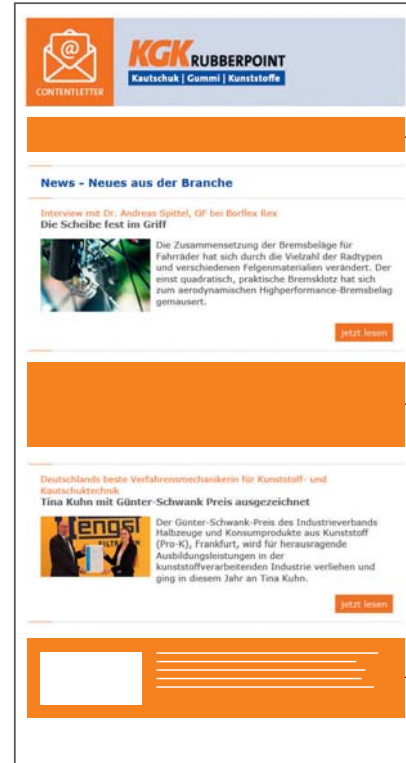 @
CONTENTLETTER
KGK RUBBERPOINT
Kautschuk | Gummi | Kunststoffe
News - Neues aus der Branche
Interview mit Dr. Andreas Spittel, GF bei Borflex Rex
Die Scheibe fest im Griff
Die Zusammensetzung der Bremsbeläge für
Fahrräder hat sich durch die Vielzahl der Radtypen
und verschiedenen Felgenmaterialien verändert. Der
einst quadratisch, praktische Bremsklotz hat sich
zum aerodynamischen Highperformance-Bremsbelag
gemausert.
jetzt lesen
Deutschlands beste Verfahrensmechanikerin für Kunststoff- und
Kautschuktechnik
Tina Kuhn mit Günter-Schwank Preis ausgezeichnet
engst
FILTR
Der Günter-Schwank-Preis des Industrieverbands
Halbzeuge und Konsumprodukte aus Kunststoff
(Pro-K), Frankfurt, wird für herausragende
Ausbildungsleistungen in der
kunststoffverarbeitenden Industrie verliehen und
ging in diesem Jahr an Tina Kuhn.
jetzt lesen